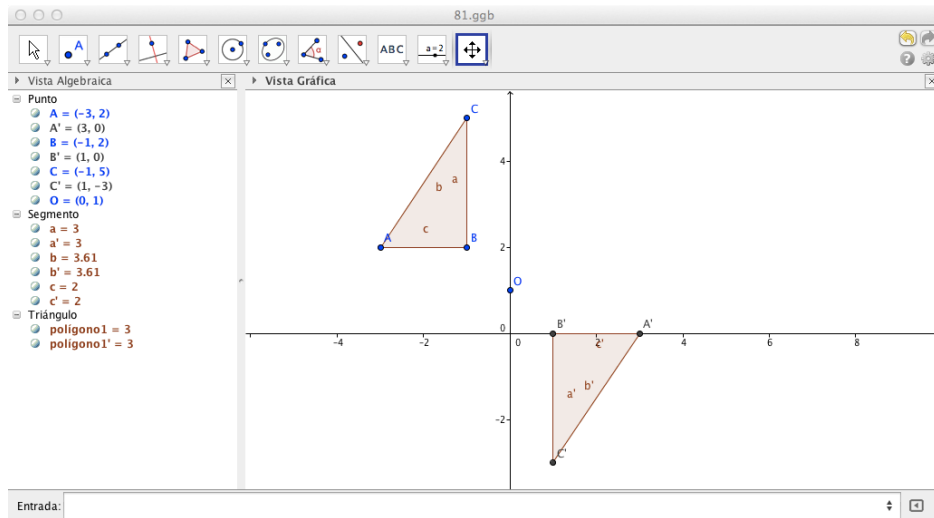 81.ggb
A
α
ABC
a=2
Vista Algebraica
Vista Gráfica
Punto
A = (-3, 2)
A' = (3, 0)
B = (-1, 2)
B' = (1, 0)
C = (-1, 5)
C' = (1, -3)
O = (0, 1)
Segmento
a = 3
a' = 3
b = 3.61
b' = 3.61
c = 2
c' = 2
Triángulo
polígono1 = 3
polígono1' = 3
C
4
a
b
c
A
B
2
O
0
B'
A'
-4
-2
0
2
c'
4
6
8
b'
a'
-2
C'
Entrada: